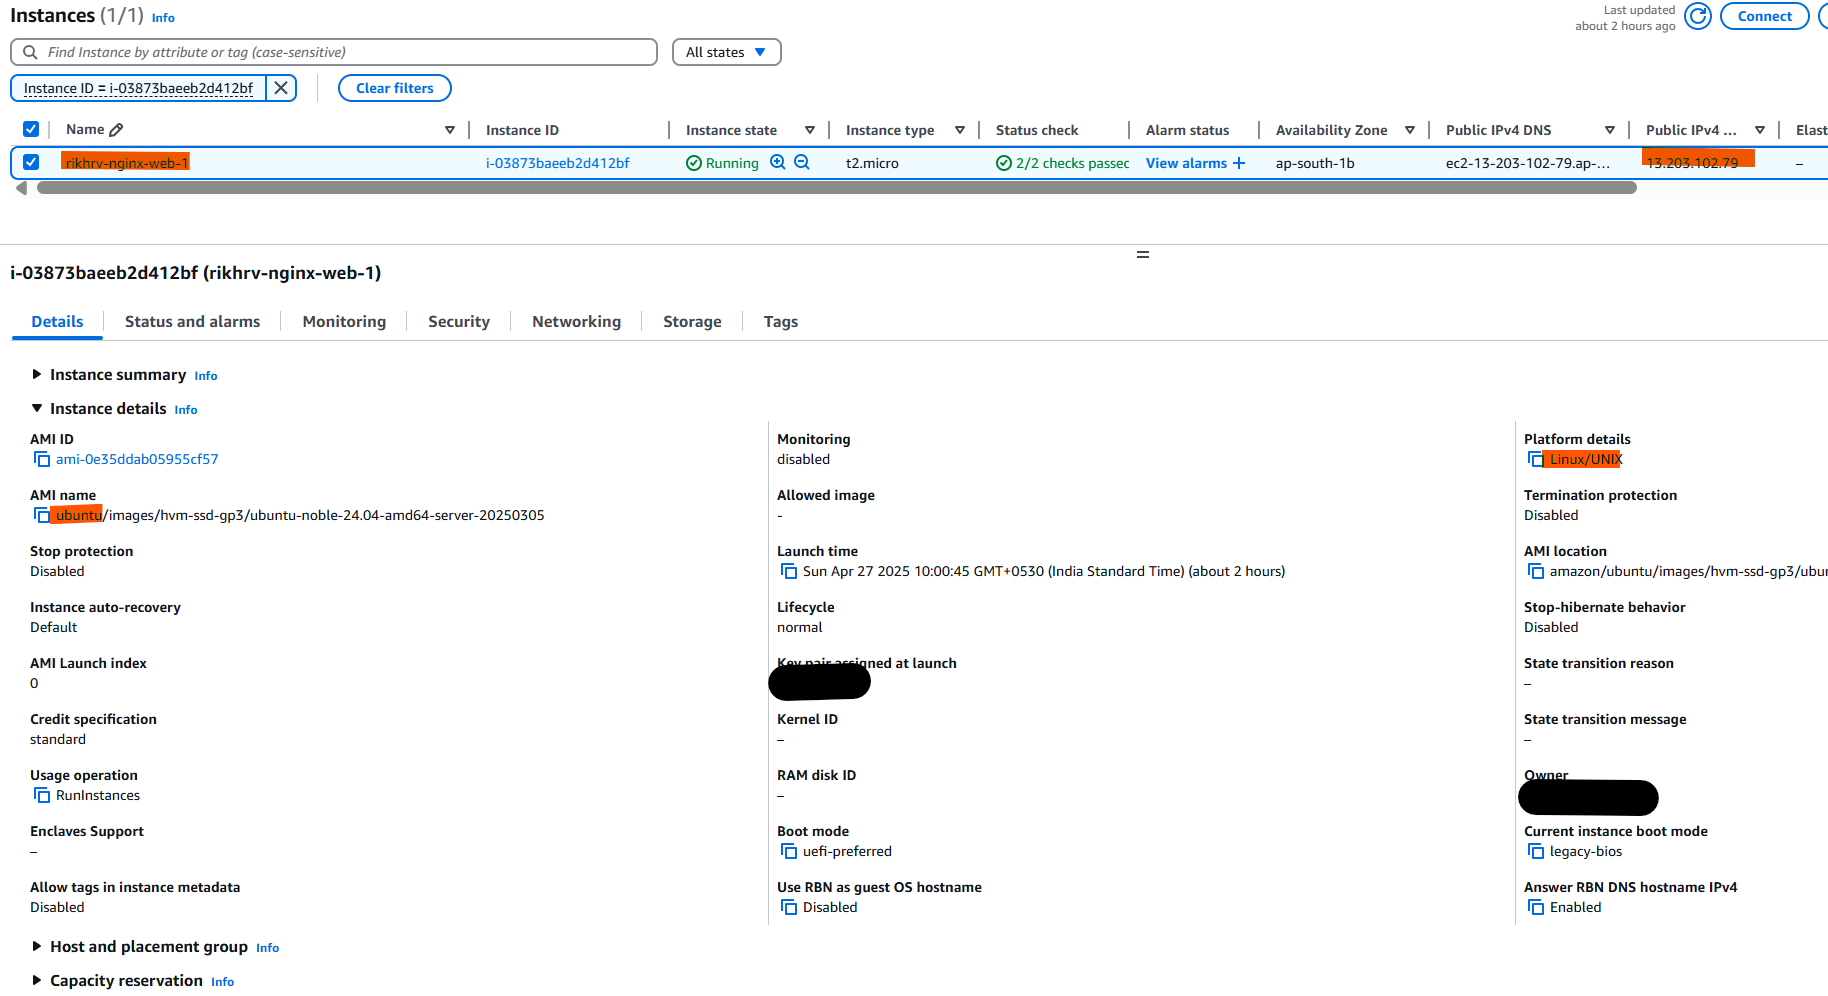 Instances (1/1) Info
Last updated
about 2 hours ago
Connect
Find Instance by attribute or tag (case-sensitive)
All states
Instance ID = i-03873baeeb2d412bf
Clear filters
Name Instance ID Instance state Instance type Status check Alarm status Availability Zone Public IPv4 DNS Public IPv4 ... Elast
rikhrv-nginx-web-1 i-03873baeeb2d412bf Running t2.micro 2/2 checks passec View alarms + ap-south-1b ec2-13-203-102-79.ap-... 13.203.102.79 –
i-03873baeeb2d412bf (rikhrv-nginx-web-1)
Details Status and alarms Monitoring Security Networking Storage Tags
Instance summary Info
Instance details Info
AMI ID
ami-0e35ddab05955cf57
AMI name
ubuntu/images/hvm-ssd-gp3/ubuntu-noble-24.04-amd64-server-20250305
Stop protection
Disabled
Instance auto-recovery
Default
AMI Launch index
0
Credit specification
standard
Usage operation
RunInstances
Enclaves Support
–
Allow tags in instance metadata
Disabled
Monitoring
disabled
Allowed image
-
Launch time
Sun Apr 27 2025 10:00:45 GMT+0530 (India Standard Time) (about 2 hours)
Lifecycle
normal
Key pair assigned at launch
Kernel ID
–
RAM disk ID
–
Boot mode
uefi-preferred
Use RBN as guest OS hostname
Disabled
Platform details
Linux/UNIX
Termination protection
Disabled
AMI location
amazon/ubuntu/images/hvm-ssd-gp3/ubur
Stop-hibernate behavior
Disabled
State transition reason
–
State transition message
–
Owner
Current instance boot mode
legacy-bios
Answer RBN DNS hostname IPv4
Enabled
Host and placement group Info
Capacity reservation Info